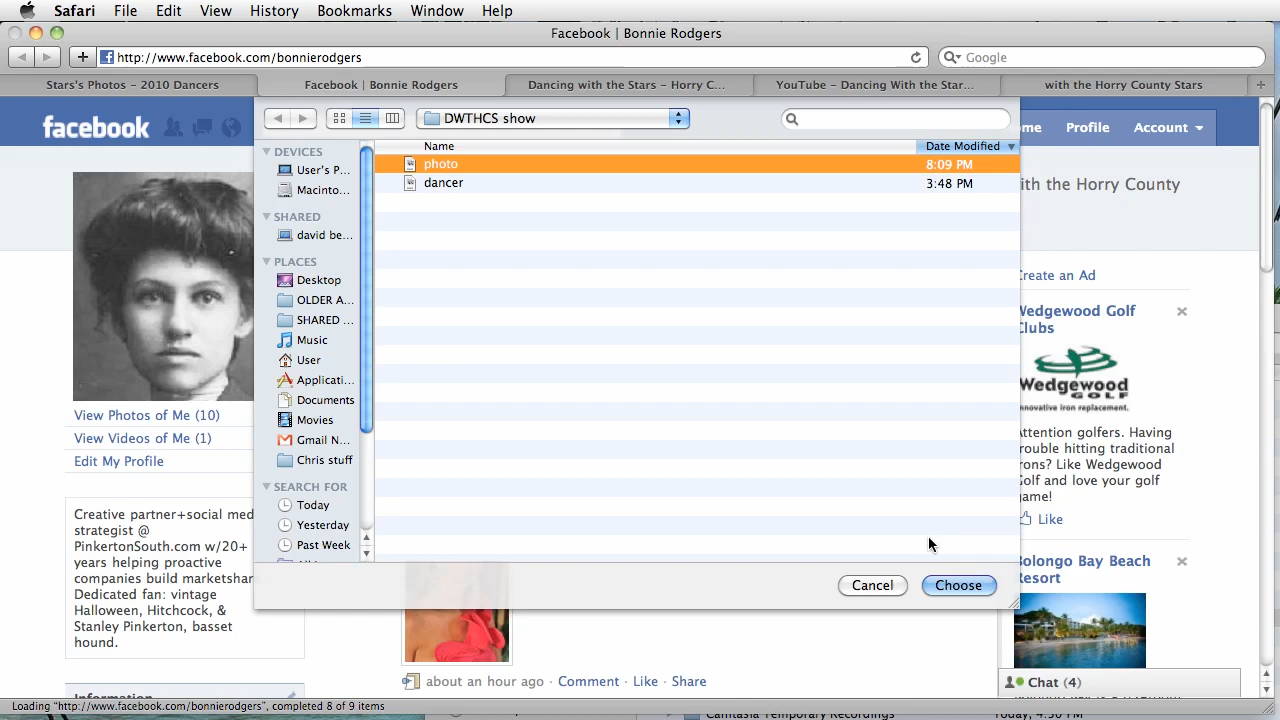 Safari File Edit View History Bookmarks Window Help
Facebook | Bonnie Rodgers
http://www.facebook.com/bonnierodgers
Google
Stars's Photos – 2010 Dancers
Facebook | Bonnie Rodgers
Dancing with the Stars – Horry C...
YouTube – Dancing With the Star...
with the Horry County Stars
facebook
DWTHCS show
ome Profile Account
Name Date Modified
DEVICES
User's P...
Macinto...
SHARED
david be...
PLACES
Desktop
OLDER A...
SHARED ...
Music
User
Applicati...
Documents
Movies
Gmail N...
Chris stuff
SEARCH FOR
Today
Yesterday
Past Week
photo 8:09 PM
dancer 3:48 PM
Cancel Choose
ith the Horry County
View Photos of Me (10)
View Videos of Me (1)
Edit My Profile
Creative partner+social med
strategist @
PinkertonSouth.com w/20+
years helping proactive
companies build marketshar
Dedicated fan: vintage
Halloween, Hitchcock, &
Stanley Pinkerton, basset
hound.
Information
about an hour ago · Comment · Like · Share
Create an Ad
Wedgewood Golf
Clubs
Wedgewood
GOLF
innovative iron replacement.
Attention golfers. Having
trouble hitting traditional
irons? Like Wedgewood
Golf and love your golf
game!
Like
Bolongo Bay Beach
Resort
Chat (4)
Loading "http://www.facebook.com/bonnierodgers", completed 8 of 9 items
Camtasia Temporary Recordings
Today, 4:50 PM